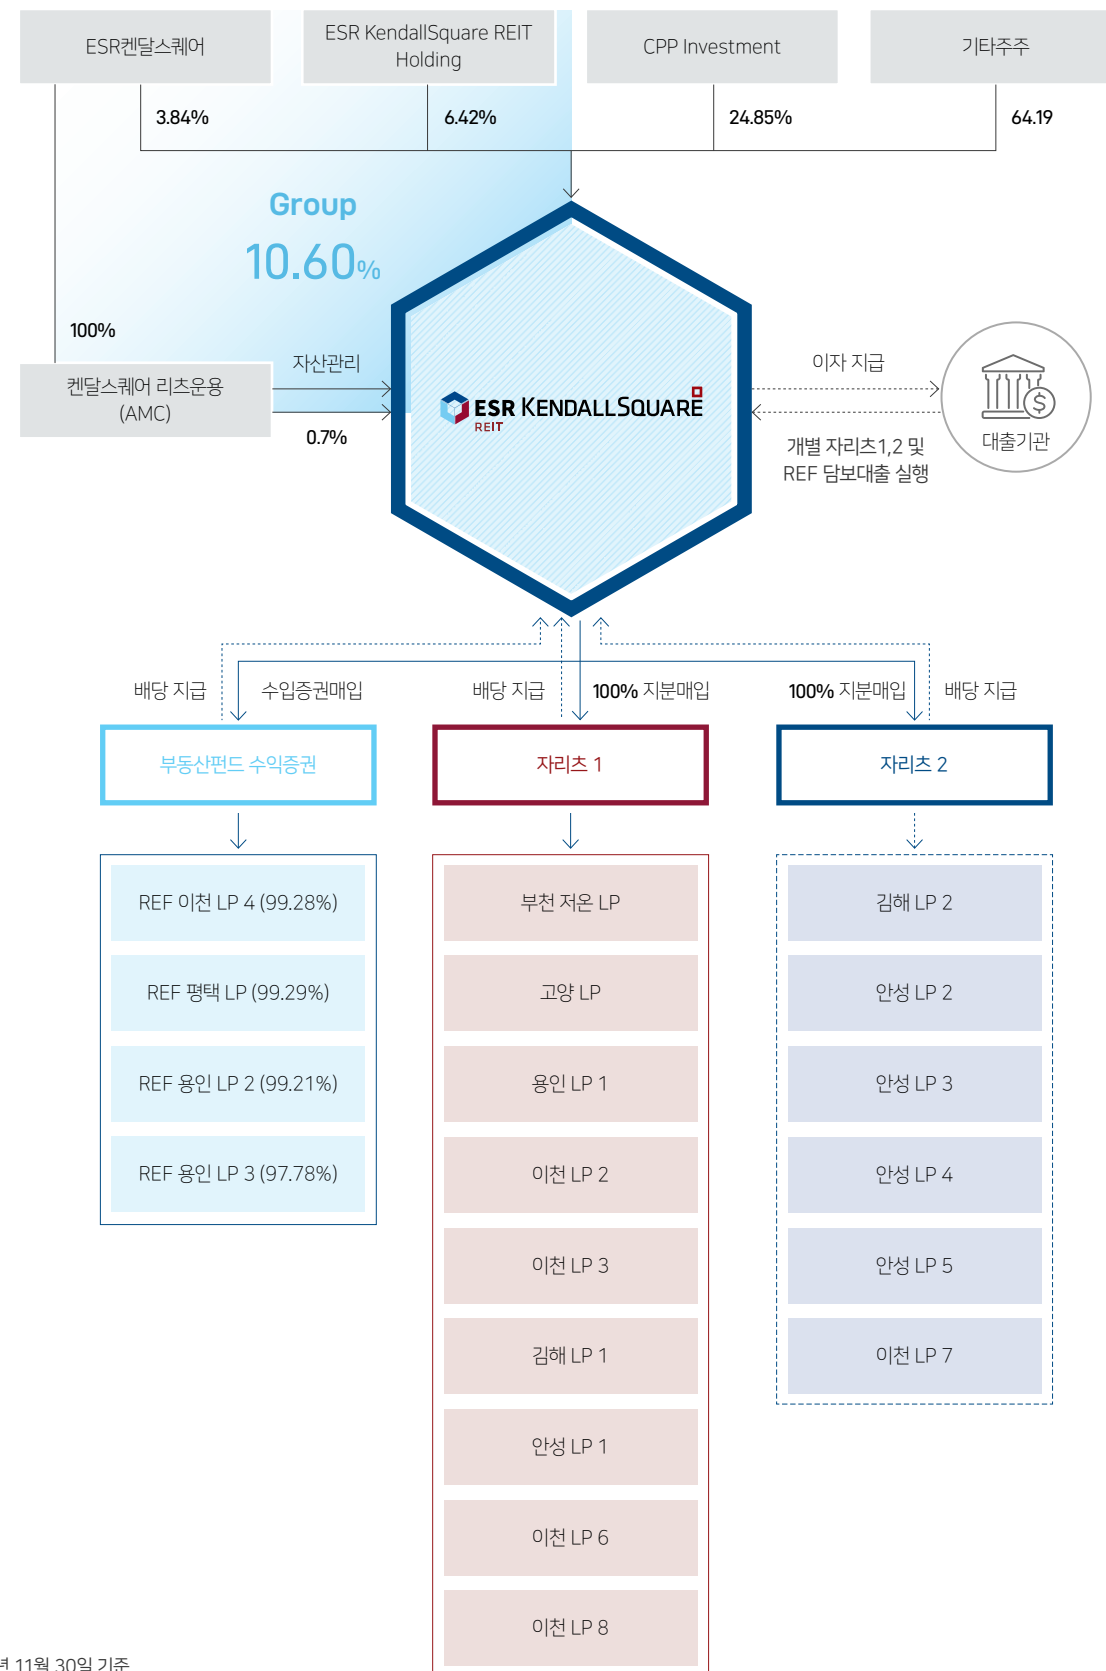 ESR켄달스퀘어
ESR KendallSquare REIT
Holding
CPP Investment
기타주주
3.84%
6.42%
24.85%
64.19
Group
10.60%
100%
켄달스퀘어 리츠운용
(AMC)
자산관리
0.7%
ESR KENDALLSQUARE
REIT
이자 지급
개별 자리츠1,2 및
REF 담보대출 실행
대출기관
배당 지급
수입증권매입
배당 지급
100% 지분매입
100% 지분매입
배당 지급
부동산펀드 수익증권
자리츠 1
자리츠 2
REF 이천 LP 4 (99.28%)
REF 평택 LP (99.29%)
REF 용인 LP 2 (99.21%)
REF 용인 LP 3 (97.78%)
부천 저온 LP
고양 LP
용인 LP 1
이천 LP 2
이천 LP 3
김해 LP 1
안성 LP 1
이천 LP 6
이천 LP 8
김해 LP 2
안성 LP 2
안성 LP 3
안성 LP 4
안성 LP 5
이천 LP 7
년 11월 30일 기준